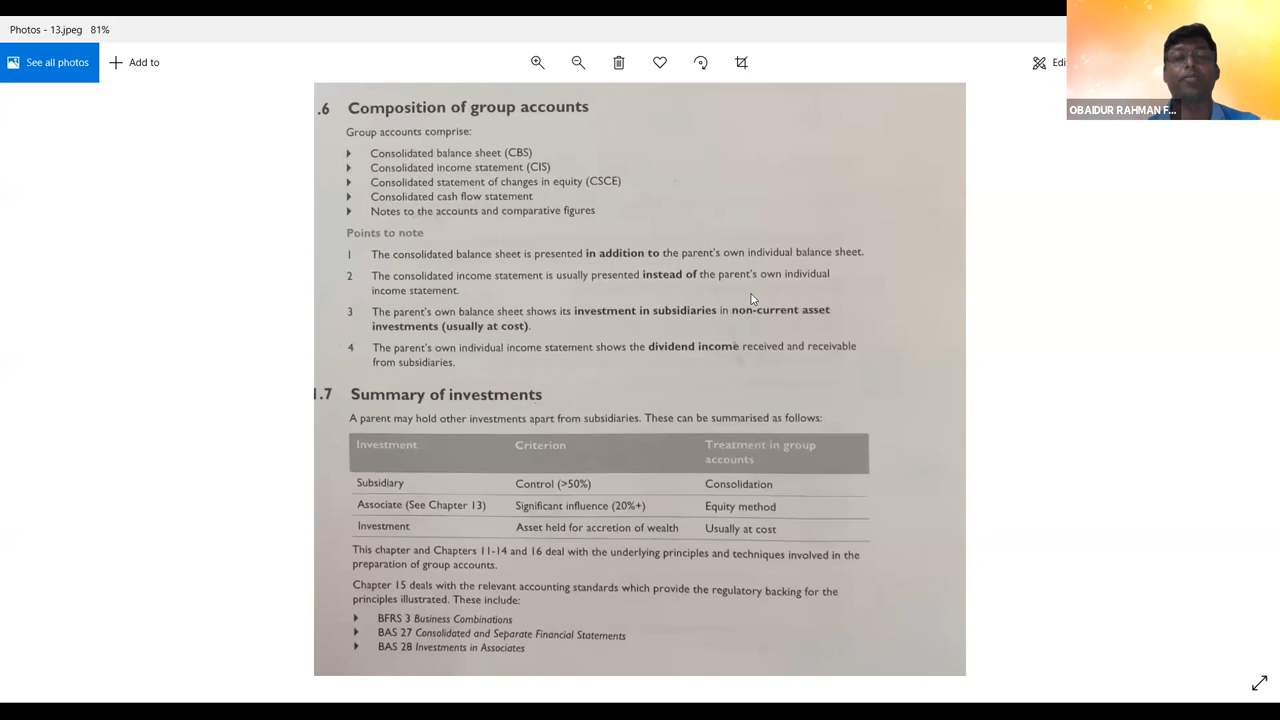 Photos - 13.jpeg 81%
See all photos
Add to
Edi
OBAIDUR RAHMAN F...
.6 Composition of group accounts
Group accounts comprise:
Consolidated balance sheet (CBS)
Consolidated income statement (CIS)
Consolidated statement of changes in equity (CSCE)
Consolidated cash flow statement
Notes to the accounts and comparative figures
Points to note
1 The consolidated balance sheet is presented in addition to the parent's own individual balance sheet.
2 The consolidated income statement is usually presented instead of the parent's own individual
income statement.
3 The parent's own balance sheet shows its investment in subsidiaries in non-current asset
investments (usually at cost).
4 The parent's own individual income statement shows the dividend income received and receivable
from subsidiaries.
1.7 Summary of investments
A parent may hold other investments apart from subsidiaries. These can be summarised as follows:
Investment Criterion Treatment in group
accounts
Subsidiary Control (>50%) Consolidation
Associate (See Chapter 13) Significant influence (20%+) Equity method
Investment Asset held for accretion of wealth Usually at cost
This chapter and Chapters 11-14 and 16 deal with the underlying principles and techniques involved in the
preparation of group accounts.
Chapter 15 deals with the relevant accounting standards which provide the regulatory backing for the
principles illustrated. These include:
BFRS 3 Business Combinations
BAS 27 Consolidated and Separate Financial Statements
BAS 28 Investments in Associates